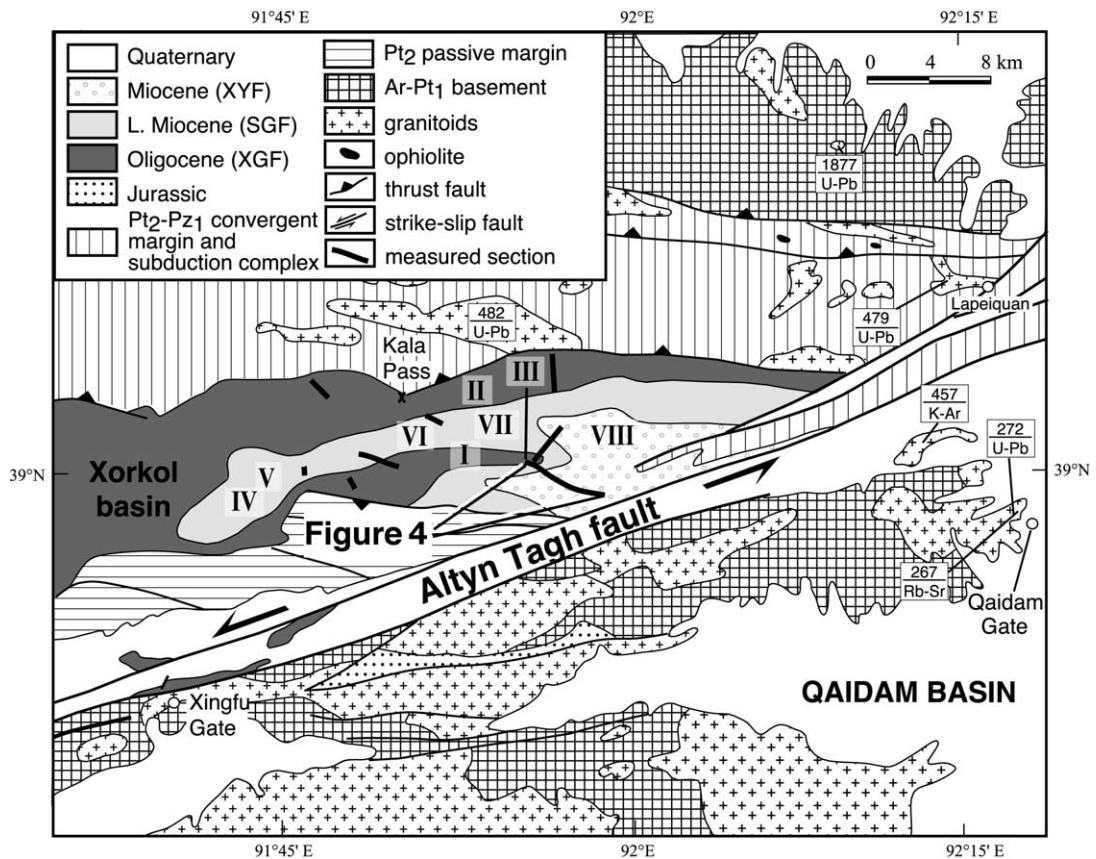 91°45' E
92°E
92°15' E
Quaternary
Miocene (XYF)
L. Miocene (SGF)
Oligocene (XGF)
Jurassic
Pt2-Pz1 convergent
margin and
subduction complex
Pt2 passive margin
Ar-Pt1 basement
granitoids
ophiolite
thrust fault
strike-slip fault
measured section
0 4 8 km
1877
U-Pb
Lapeiquan
482
U-Pb
479
U-Pb
Kala
Pass
III
II
457
K-Ar
272
U-Pb
VI
VII
VIII
I
39°N
39°N
Xorkol
basin
V
IV
Figure 4
Altyn Tagh fault
267
Rb-Sr
Qaidam
Gate
QAIDAM BASIN
Xingfu
Gate
91°45' E
92° E
92°15' E